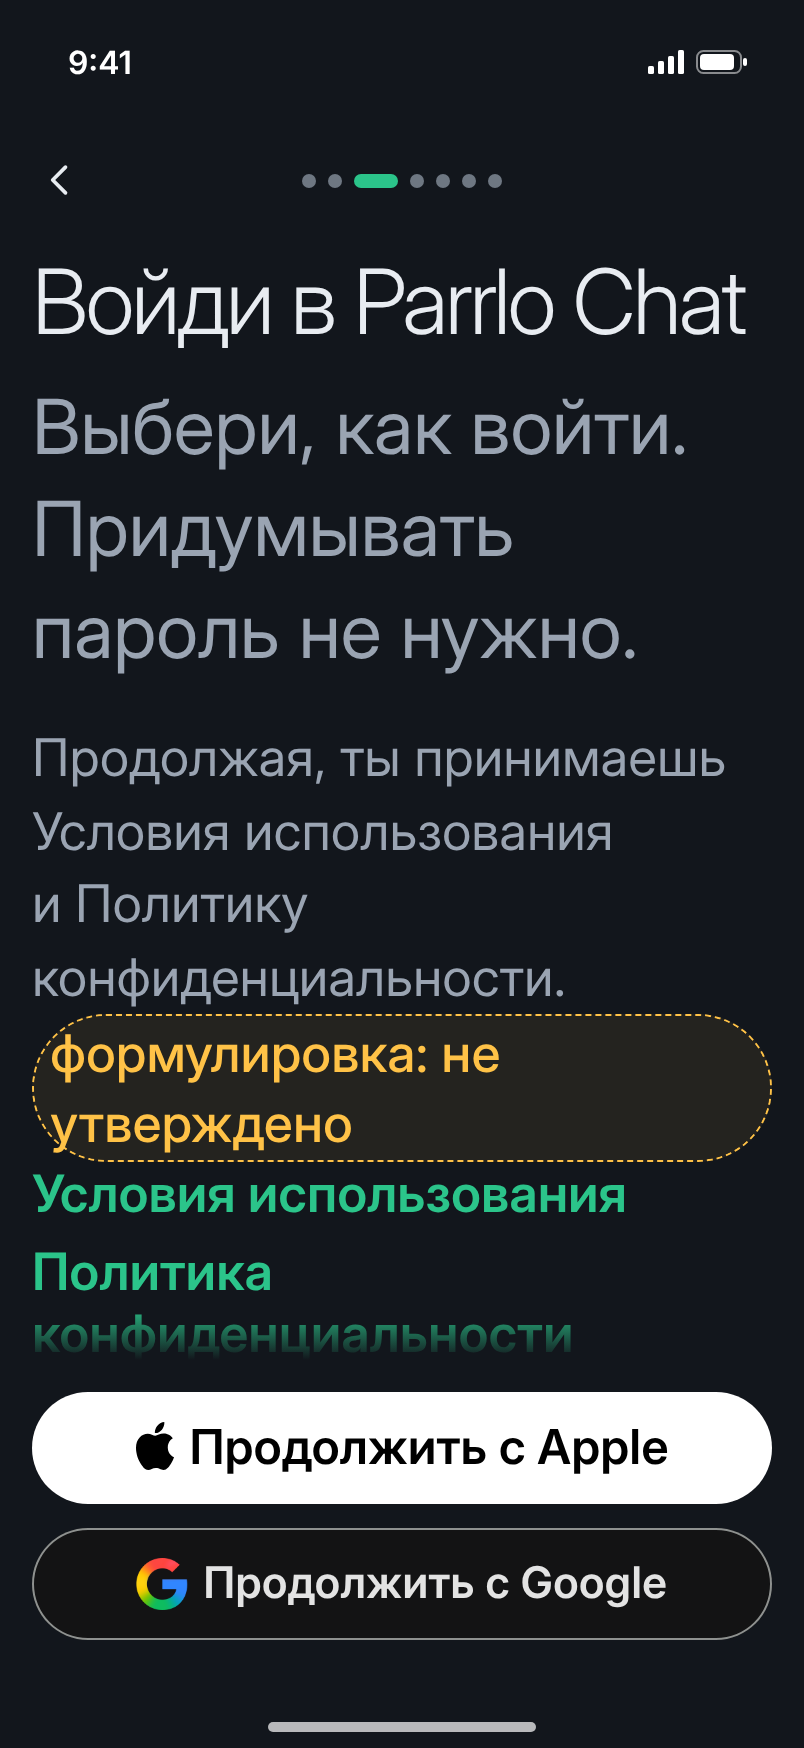 9:41
Войди в Parrlo Chat
Выбери, как войти.
Придумывать
пароль не нужно.
Продолжая, ты принимаешь
Условия использования
и Политику
конфиденциальности.
формулировка: не
утверждено
Условия использования
Политика
конфиденциальности
Продолжить с Apple
Продолжить с Google